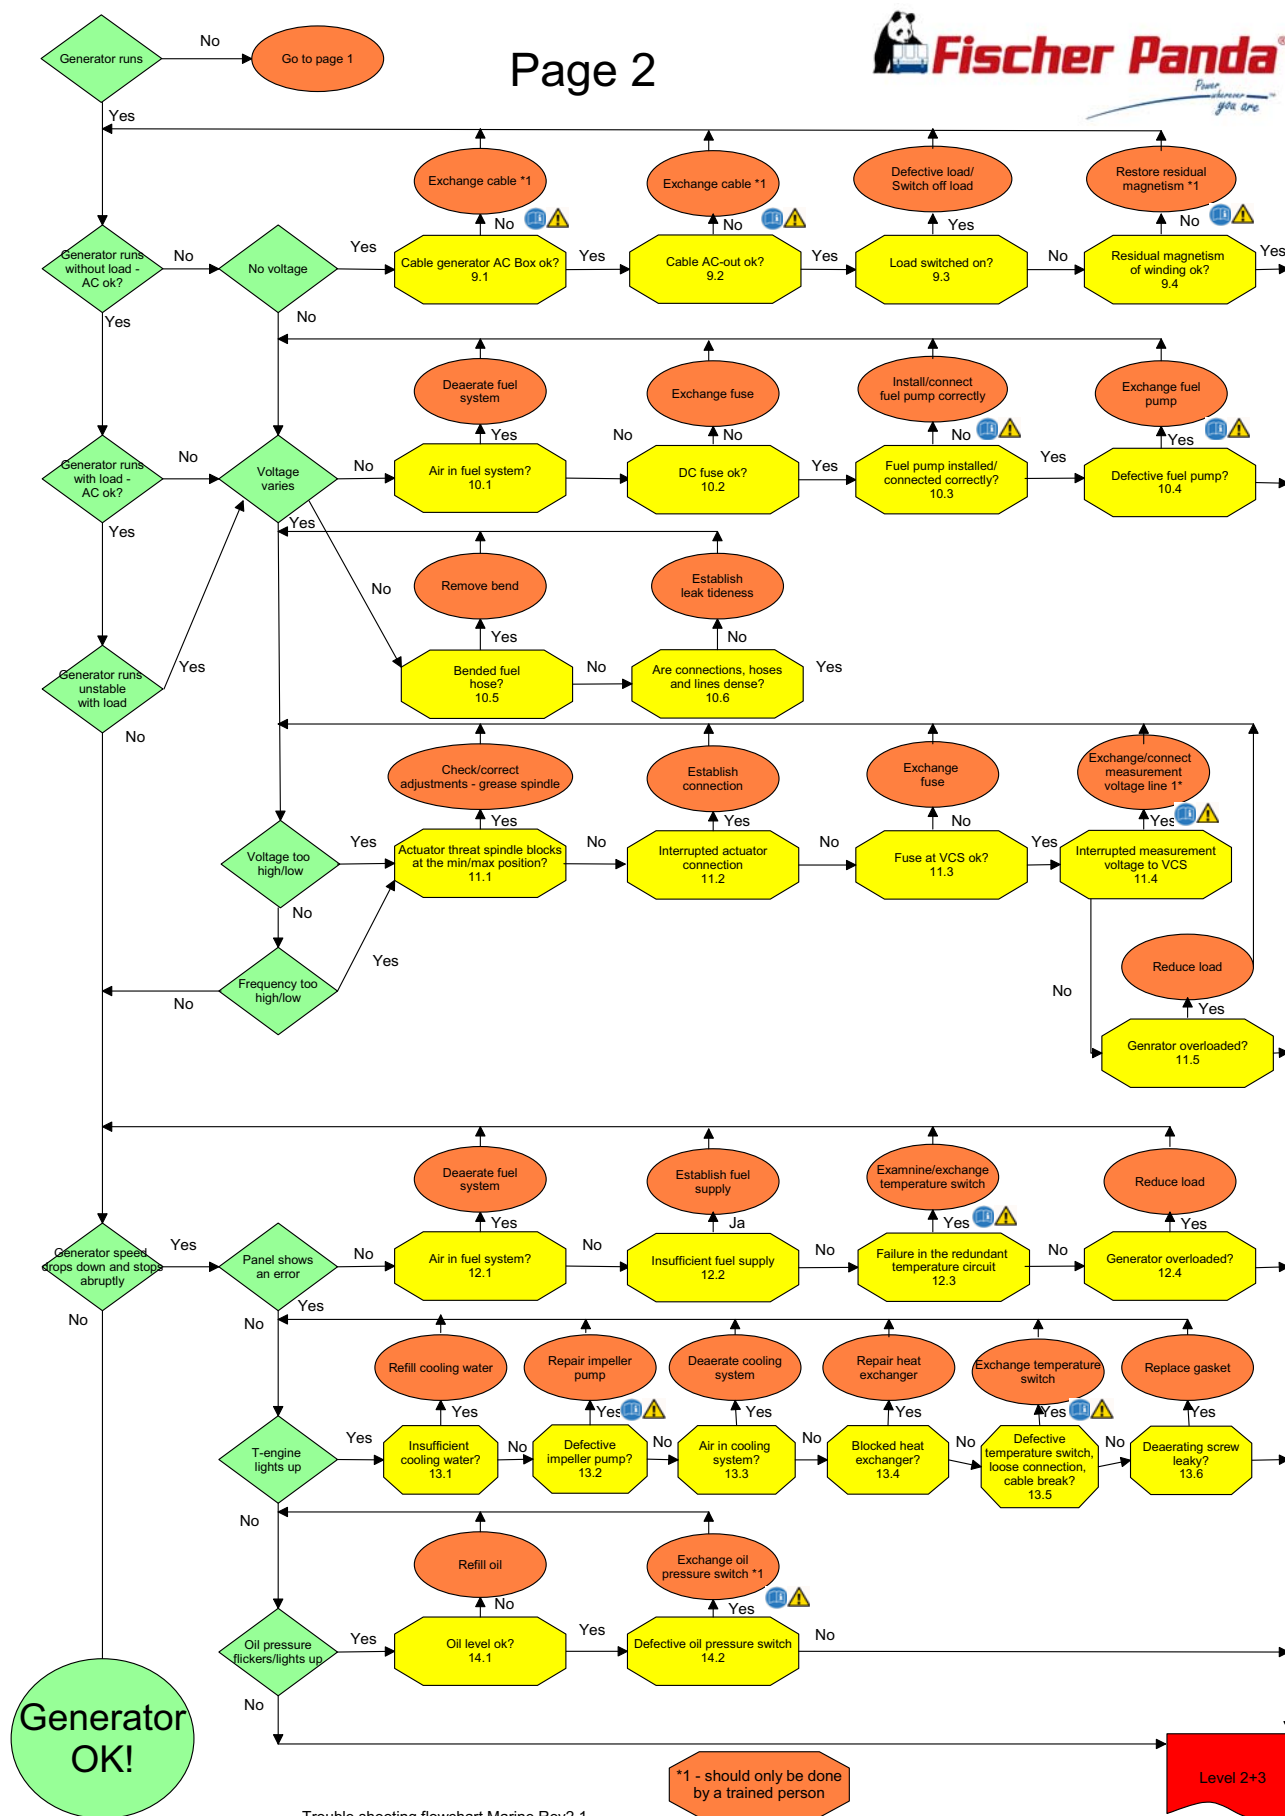 Page 2
Fischer Panda
®
Power
wherever
you are
™
Generator runs
No
Go to page 1
Yes
Exchange cable *1
Exchange cable *1
Defective load/
Switch off load
Restore residual
magnetism *1
No
No
Yes
No
Generator runs
without load -
AC ok?
No
No voltage
Yes
Cable generator AC Box ok?
9.1
Yes
Cable AC-out ok?
9.2
Yes
Load switched on?
9.3
No
Residual magnetism
of winding ok?
9.4
Yes
Yes
No
Deaerate fuel
system
Exchange fuse
Install/connect
fuel pump correctly
Exchange fuel
pump
Yes
No
No
No
Yes
Generator runs
with load -
AC ok?
No
Voltage
varies
No
Air in fuel system?
10.1
DC fuse ok?
10.2
Yes
Fuel pump installed/
connected correctly?
10.3
Yes
Defective fuel pump?
10.4
Yes
Yes
Remove bend
Establish
leak tideness
No
Yes
No
Generator runs
unstable
with load
Yes
Bended fuel
hose?
10.5
No
Are connections, hoses
and lines dense?
10.6
Yes
No
Check/correct
adjustments - grease spindle
Establish
connection
Exchange
fuse
Exchange/connect
measurement
voltage line 1*
Yes
Yes
No
Yes
Voltage too
high/low
Yes
Actuator threat spindle blocks
at the min/max position?
11.1
No
Interrupted actuator
connection
11.2
No
Fuse at VCS ok?
11.3
Yes
Interrupted measurement
voltage to VCS
11.4
No
Frequency too
high/low
Yes
No
No
Reduce load
Yes
Genrator overloaded?
11.5
Deaerate fuel
system
Establish fuel
supply
Examnine/exchange
temperature switch
Reduce load
Yes
Ja
Yes
Yes
Generator speed
drops down and stops
abruptly
Yes
Panel shows
an error
No
Air in fuel system?
12.1
No
Insufficient fuel supply
12.2
No
Failure in the redundant
temperature circuit
12.3
No
Generator overloaded?
12.4
No
Yes
No
Refill cooling water
Repair impeller
pump
Deaerate cooling
system
Repair heat
exchanger
Exchange temperature
switch
Replace gasket
Yes
Yes
Yes
Yes
Yes
Yes
T-engine
lights up
Yes
Insufficient
cooling water?
13.1
No
Defective
impeller pump?
13.2
No
Air in cooling
system?
13.3
No
Blocked heat
exchanger?
13.4
No
Defective
temperature switch,
loose connection,
cable break?
13.5
No
Deaerating screw
leaky?
13.6
No
Refill oil
Exchange oil
pressure switch *1
No
Yes
Oil pressure
flickers/lights up
Yes
Oil level ok?
14.1
Yes
Defective oil pressure switch
14.2
No
No
Generator
OK!
*1 - should only be done
by a trained person
Level 2+3
Trouble shooting flowshort Marine Rev2.1